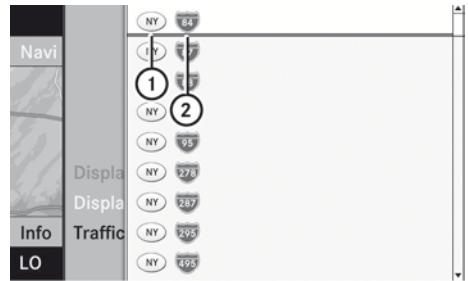 NY 84
Navi NY
1 2
NY
NY 95
Displa NY 278
Displa NY 287
Info Traffic NY 295
LO NY 495